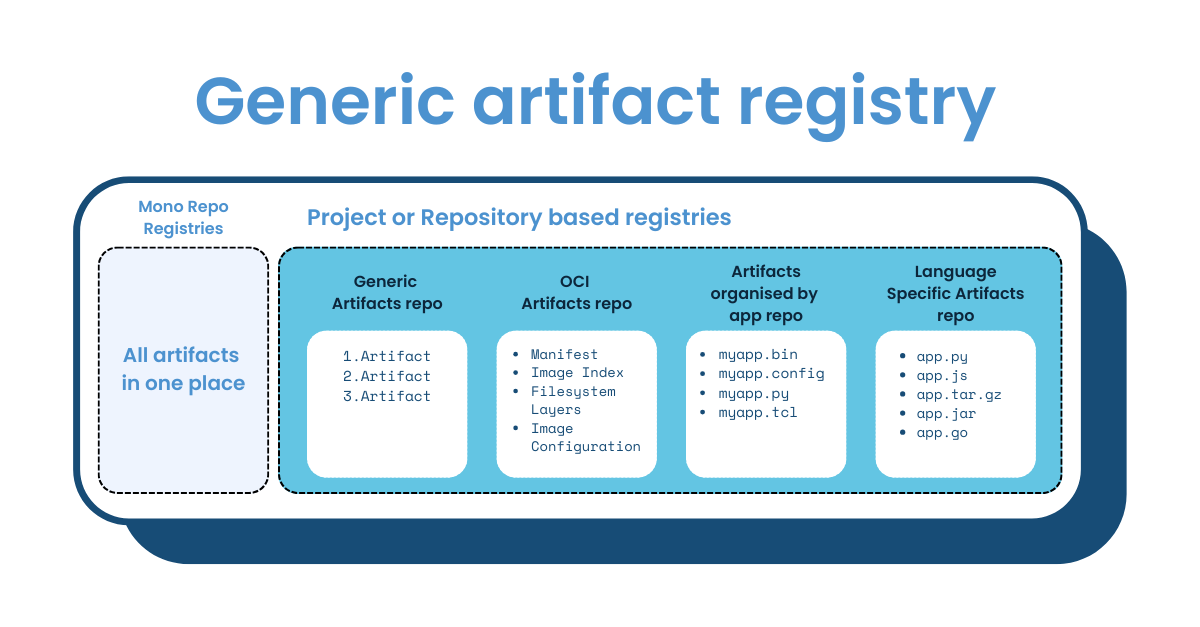 Generic artifact registry
Mono Repo
Registries
Project or Repository based registries
All artifacts
in one place
Generic
Artifacts repo
1.Artifact
2.Artifact
3.Artifact
OCI
Artifacts repo
• Manifest
• Image Index
• Filesystem
Layers
• Image
Configuration
Artifacts
organised by
app repo
• myapp.bin
• myapp.config
• myapp.py
• myapp.tcl
Language
Specific Artifacts
repo
• app.py
• app.js
• app.tar.gz
• app.jar
• app.go